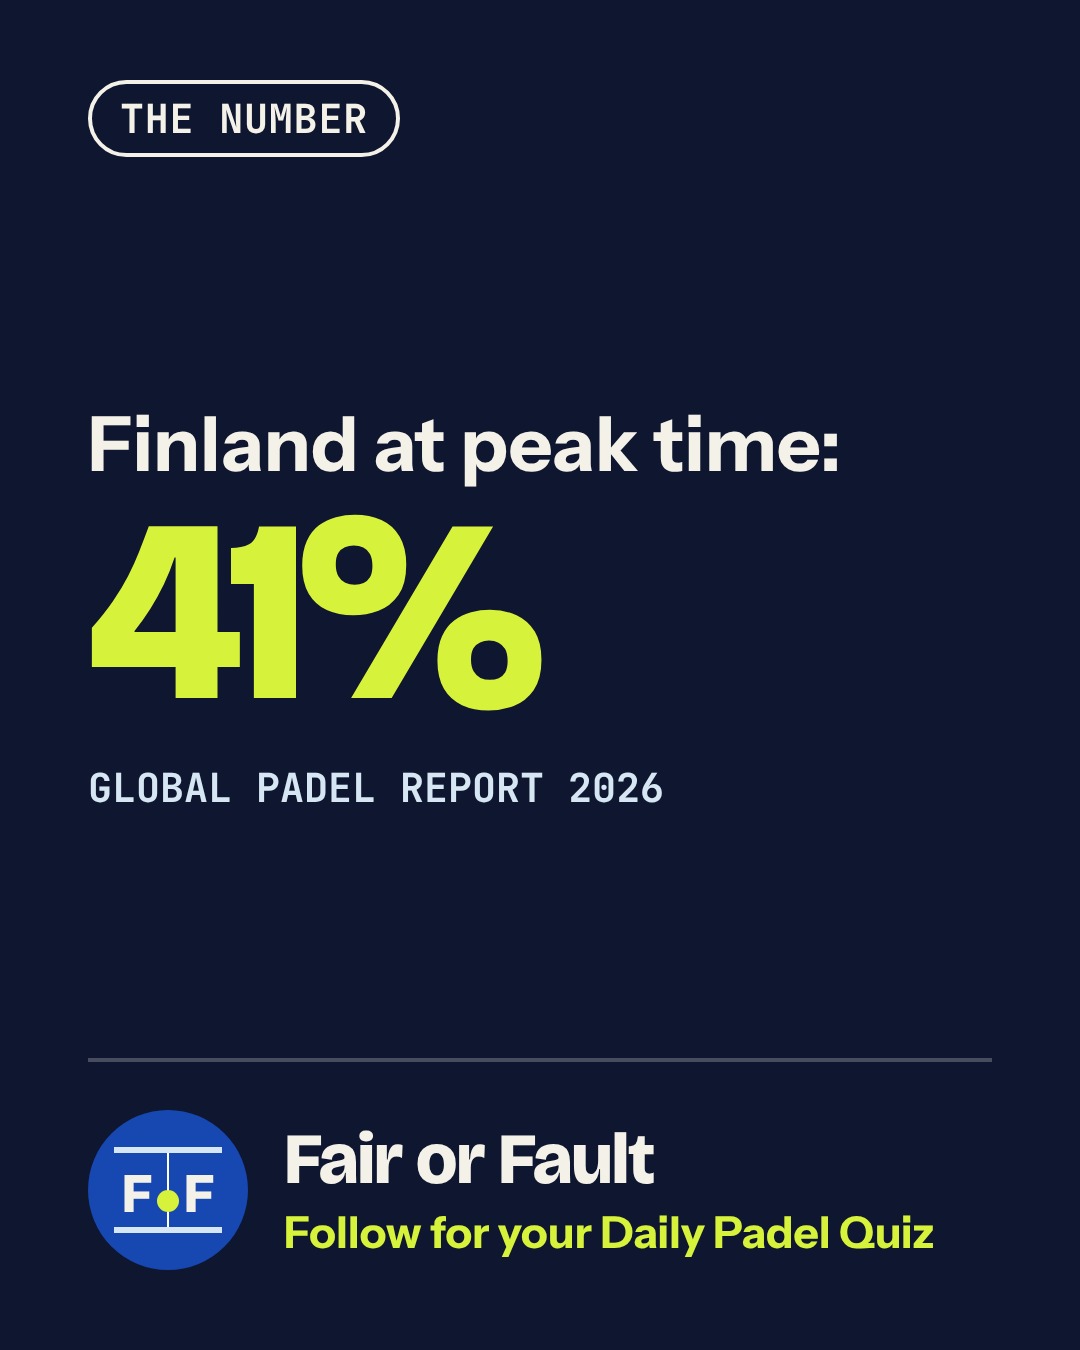 THE NUMBER
Finland at peak time:
41%
GLOBAL PADEL REPORT 2026
F F
Fair or Fault
Follow for your Daily Padel Quiz